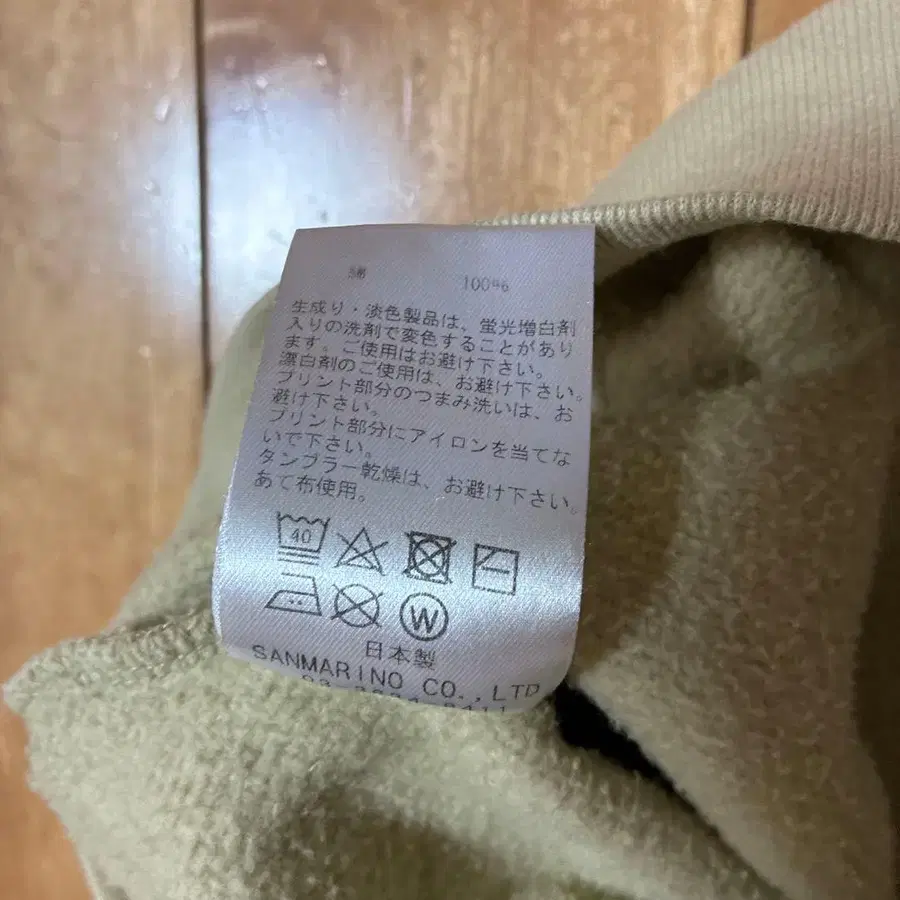 綿 100%
生成り・淡色製品は、蛍光増白剤
入りの洗剤で変色することがあり
ます。ご使用はお避け下さい。
漂白剤のご使用は、お避け下さい。
プリント部分のつまみ洗いは、お
避け下さい。
プリント部分にアイロンを当てな
いで下さい。
タンブラー乾燥は、お避け下さい。
あて布使用。
40
W
日本製
SANMARINO CO.,LTD